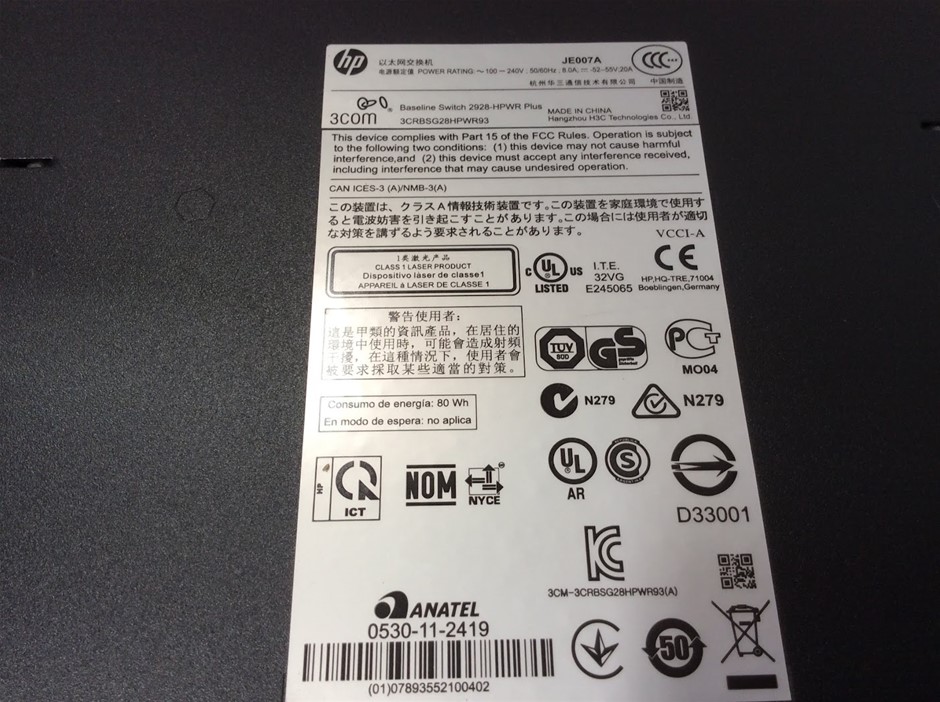 hp
以太网交换机
JE007A
CCC
电源额定值 POWER RATING: ～100－240V; 50/60Hz; 8.0A; ⎓ -52--55V; 20A
杭州华三通信技术有限公司
中国制造
3COM
Baseline Switch 2928-HPWR Plus
3CRBSG28HPWR93
MADE IN CHINA
Hangzhou H3C Technologies Co., Ltd.
This device complies with Part 15 of the FCC Rules. Operation is subject
to the following two conditions: (1) this device may not cause harmful
interference,and (2) this device must accept any interference received,
including interference that may cause undesired operation.
CAN ICES-3 (A)/NMB-3(A)
この装置は、クラスA情報技術装置です。この装置を家庭環境で使用す
ると電波妨害を引き起こすことがあります。この場合には使用者が適切
な対策を講ずるよう要求されることがあります。
VCCI-A
1类激光产品
CLASS 1 LASER PRODUCT
Dispositivo láser de classe1
APPAREIL á LASER DE CLASSE 1
C UL US
LISTED
I.T.E.
32VG
E245065
CE
HP,HQ-TRE,71004
Boeblingen,Germany
警告使用者:
這是甲類的資訊產品，在居住的
環境中使用時，可能會造成射頻
干擾，在這種情況下，使用者會
被要求採取某些適當的對策。
TUV
GS
PCT
MO04
Consumo de energía: 80 Wh
En modo de espera: no aplica
N279
N279
HP
ICT
NOM
NYCE
UL
AR
S
D33001
KC
3CM-3CRBSG28HPWR93(A)
ANATEL
0530-11-2419
(01)07893552100402
50